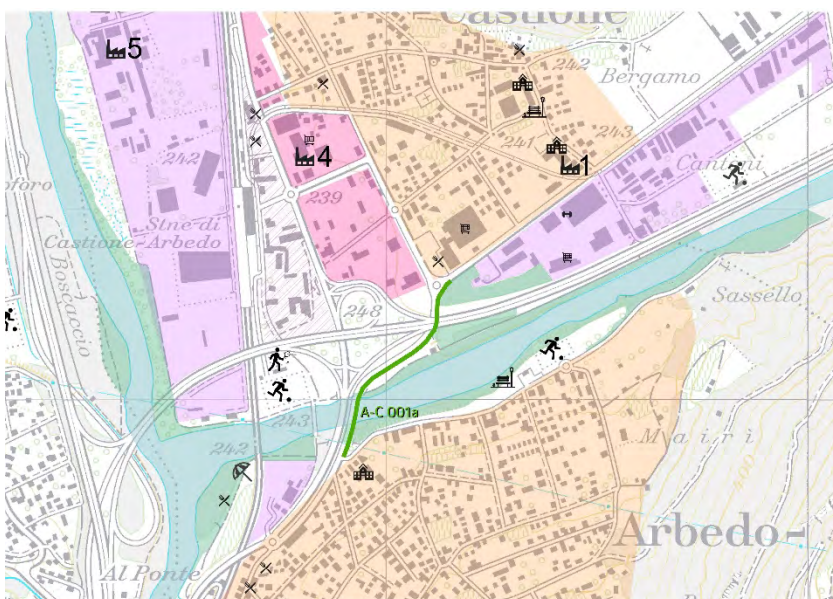 Castione
5
242
Bergamo
241
243
1
4
Cantoni
242
239
Stne di
Castione-Arbedo
Boscaccio
Sassello
248
A-C 001a
243
242
Mairi
400
Arbedo-
Al Ponte